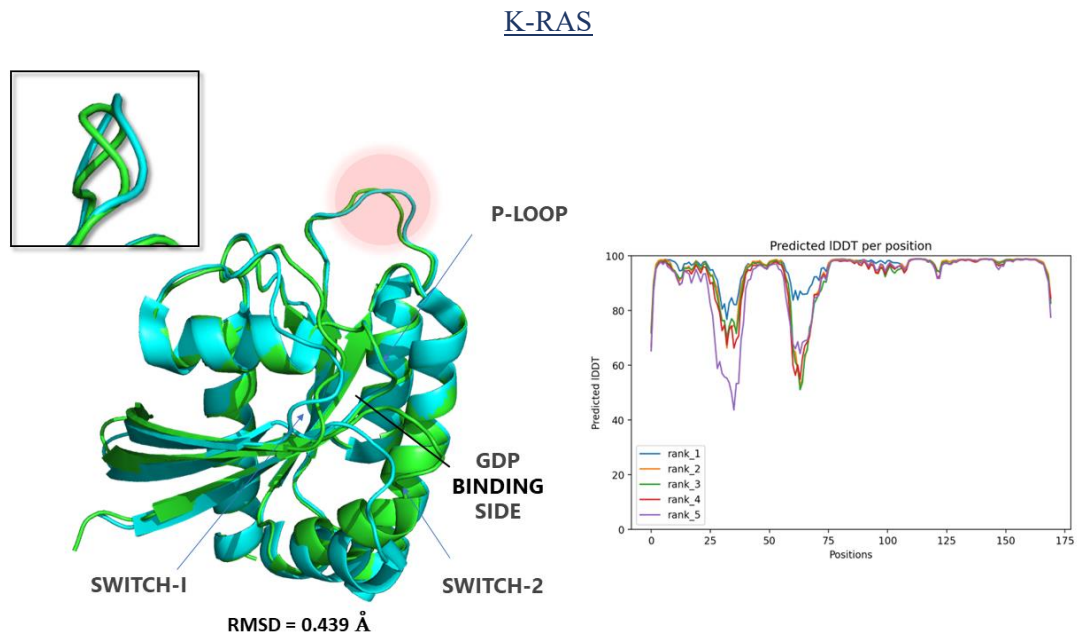 K-RAS
P-LOOP
GDP
BINDING
SIDE
SWITCH-I
SWITCH-2
RMSD = 0.439 Å
Predicted lDDT per position
Predicted lDDT
100
80
60
40
20
0
rank_1
rank_2
rank_3
rank_4
rank_5
0 25 50 75 100 125 150 175
Positions